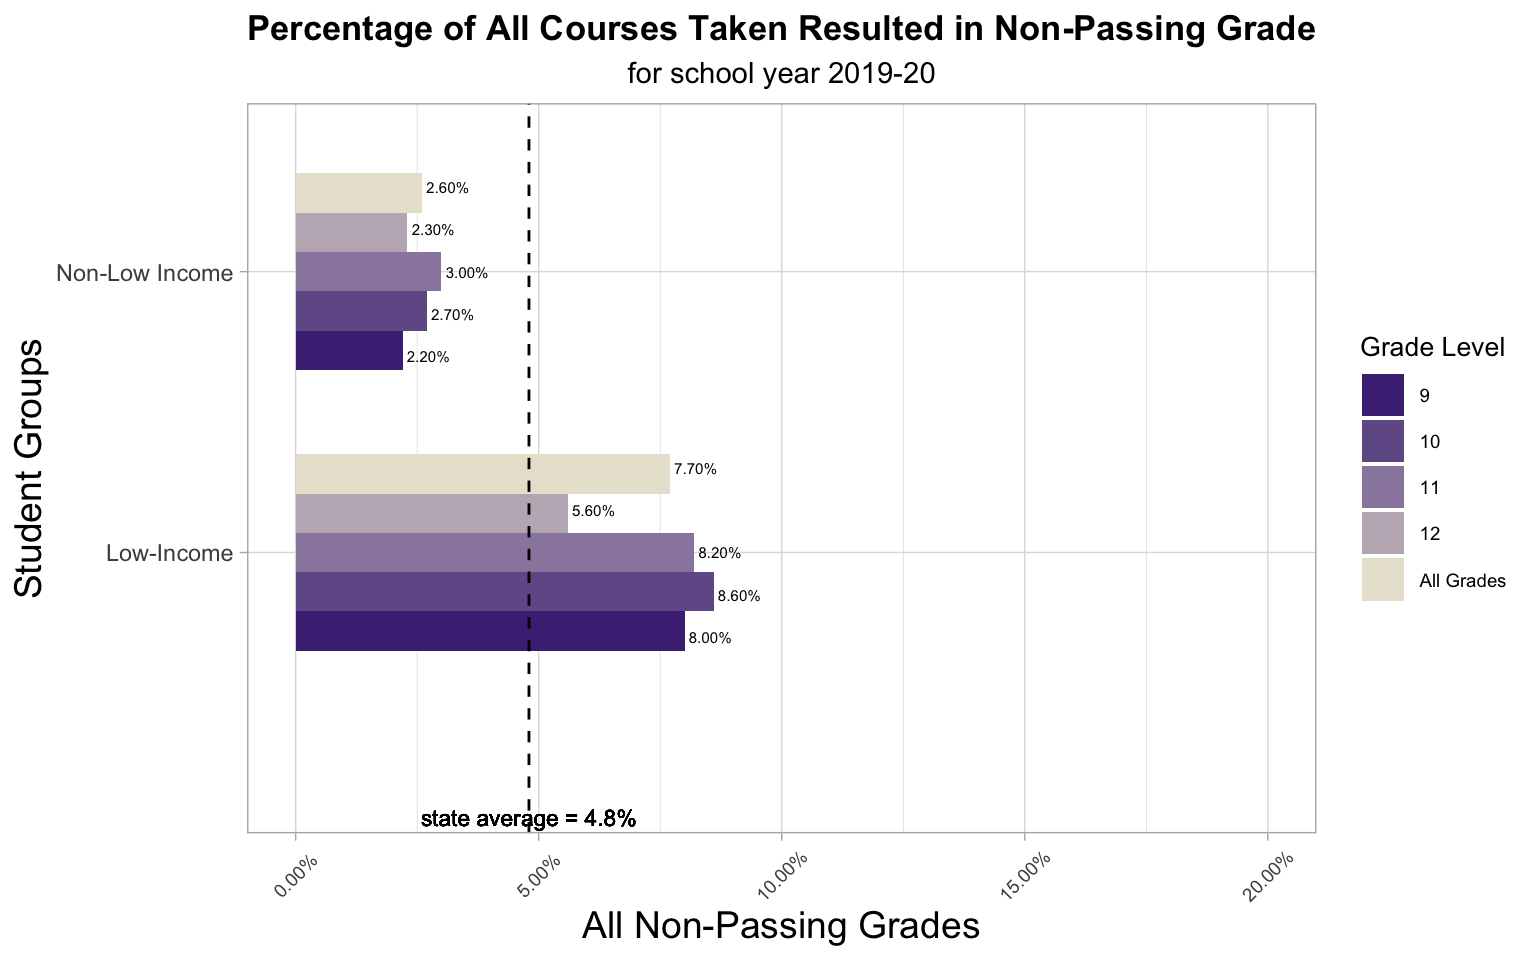 Percentage of All Courses Taken Resulted in Non-Passing Grade
for school year 2019-20
Student Groups
Non-Low Income
2.60%
2.30%
3.00%
2.70%
2.20%
Low-Income
7.70%
5.60%
8.20%
8.60%
8.00%
state average = 4.8%
0.00%
5.00%
10.00%
15.00%
20.00%
All Non-Passing Grades
Grade Level
9
10
11
12
All Grades